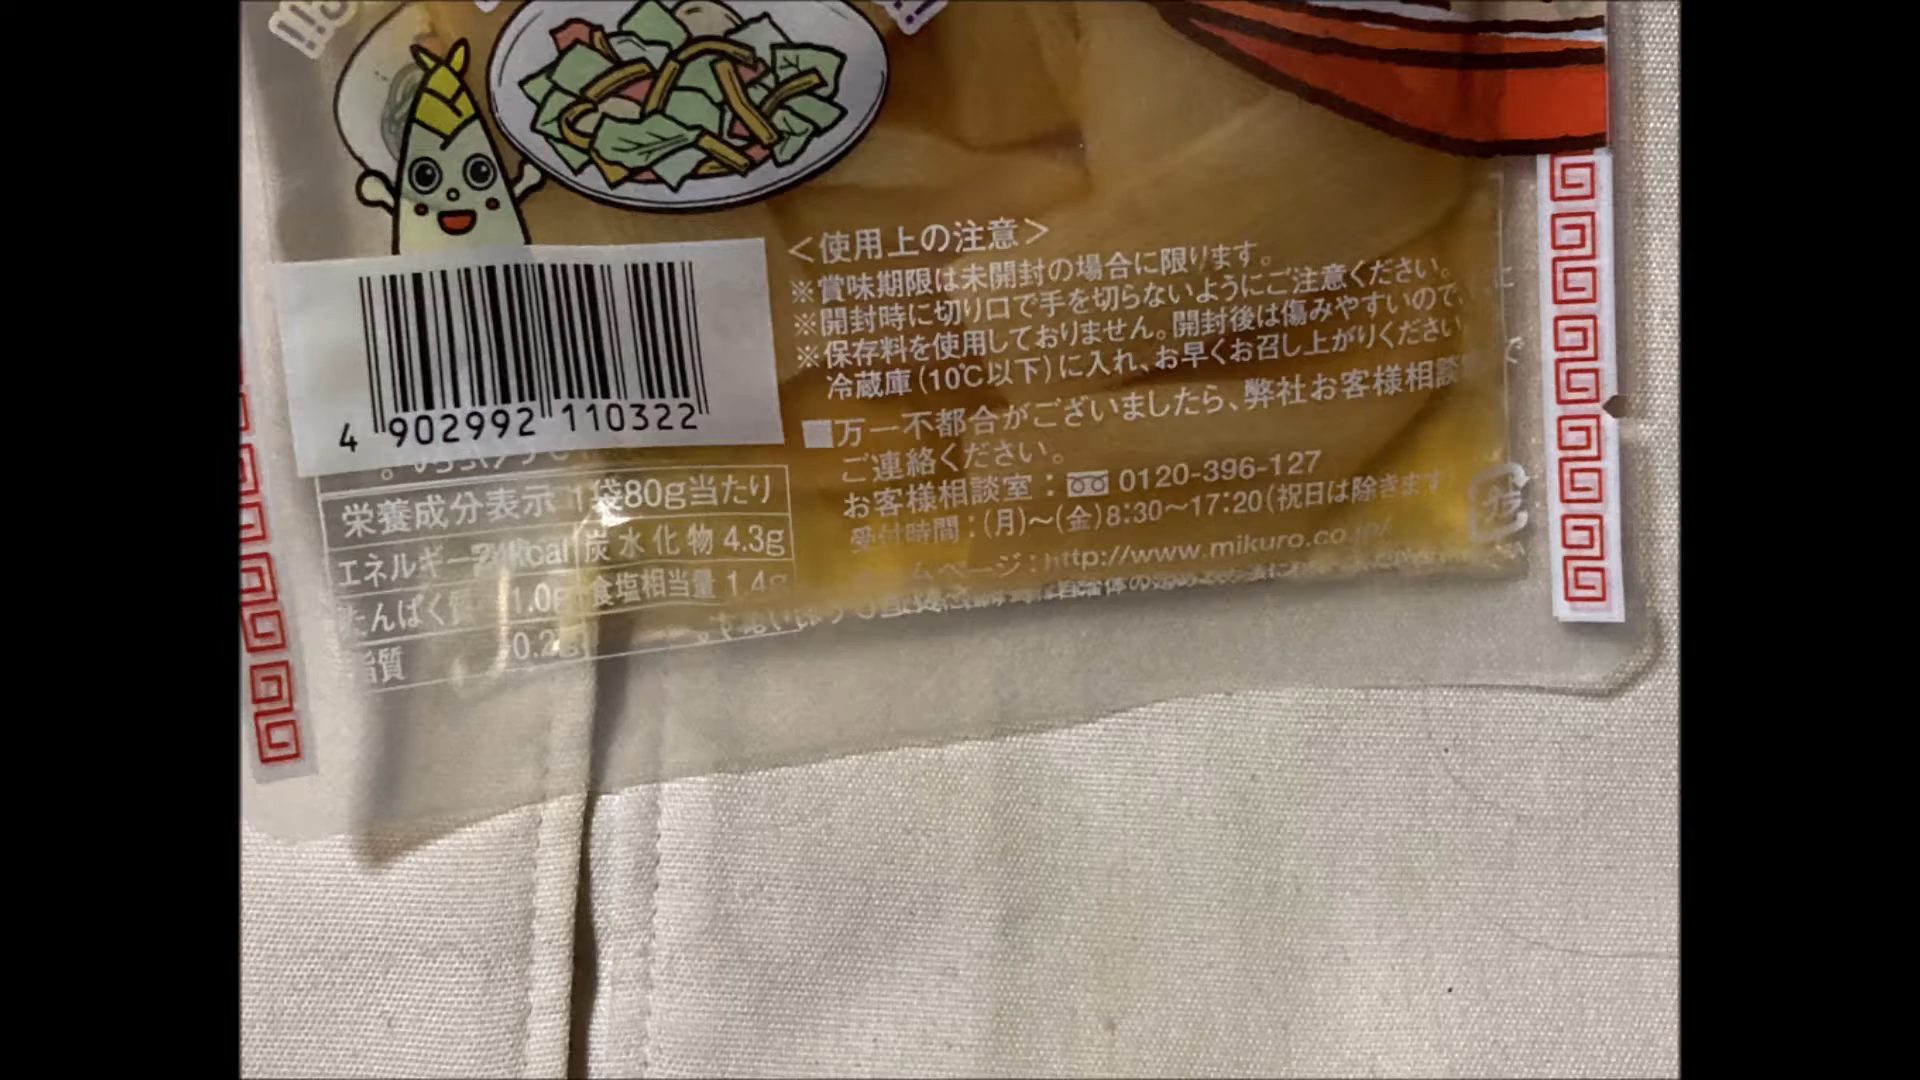 <使用上の注意>
※賞味期限は未開封の場合に限ります。
※開封時に切り口で手を切らないようにご注意ください。
※保存料を使用しておりません。開封後は傷みやすいので、
冷蔵庫(10℃以下)に入れ、お早くお召し上がりください
■万一不都合がございましたら、弊社お客様相談
ご連絡ください。
お客様相談室: 0120-396-127
受付時間:(月)〜(金)8:30〜17:20(祝日は除きます
ムページ:http://www.mikuro.co.jp/
4 902992 110322
栄養成分表示 1袋80g当たり
エネルギー 24kcal 炭水化物 4.3g
たんぱく質 1.0g 食塩相当量 1.4g
脂質 0.2g